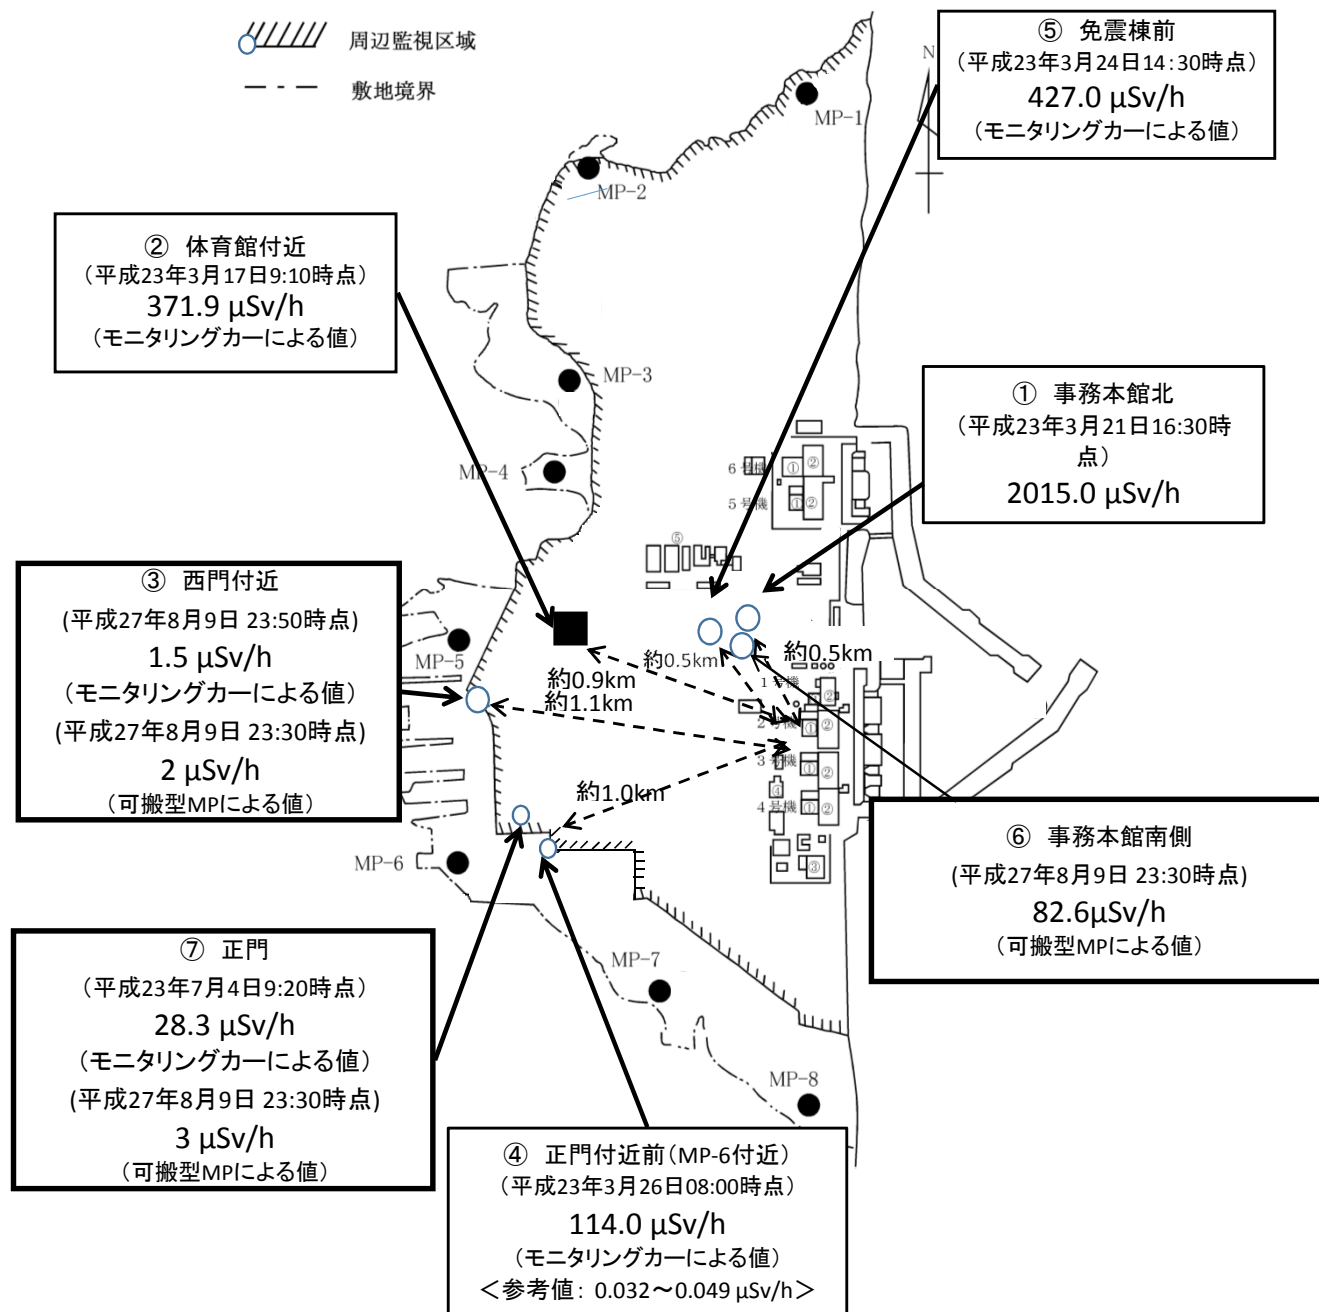 周辺監視区域
敷地境界
⑤ 免震棟前
(平成23年3月24日14:30時点)
427.0 μSv/h
(モニタリングカーによる値)
N
MP-1
MP-2
② 体育館付近
(平成23年3月17日9:10時点)
371.9 μSv/h
(モニタリングカーによる値)
MP-3
① 事務本館北
(平成23年3月21日16:30時
点)
2015.0 μSv/h
MP-4
6号機
①
②
5号機
①
②
⑤
③ 西門付近
(平成27年8月9日 23:50時点)
1.5 μSv/h
(モニタリングカーによる値)
(平成27年8月9日 23:30時点)
2 μSv/h
(可搬型MPによる値)
MP-5
約0.5km
約0.5km
約0.9km
約1.1km
1号機
②
2号機
①
②
3号機
①
②
④
約1.0km
4号機
①
②
③
MP-6
⑥ 事務本館南側
(平成27年8月9日 23:30時点)
82.6μSv/h
(可搬型MPによる値)
⑦ 正門
(平成23年7月4日9:20時点)
28.3 μSv/h
(モニタリングカーによる値)
(平成27年8月9日 23:30時点)
3 μSv/h
(可搬型MPによる値)
MP-7
MP-8
④ 正門付近前(MP-6付近)
(平成23年3月26日08:00時点)
114.0 μSv/h
(モニタリングカーによる値)
<参考値: 0.032~0.049 μSv/h>